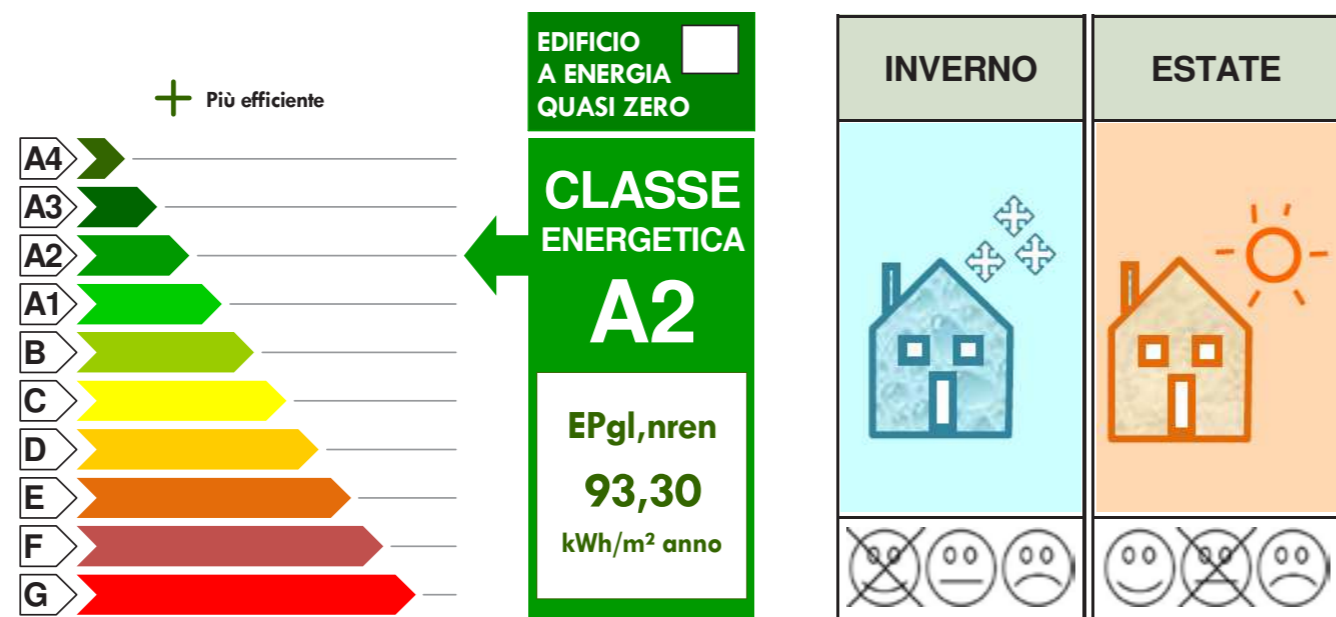 Più efficiente
A4
A3
A2
A1
B
C
D
E
F
G
EDIFICIO
A ENERGIA
QUASI ZERO
CLASSE
ENERGETICA
A2
EPgl,nren
93,30
kWh/m² anno
INVERNO
ESTATE